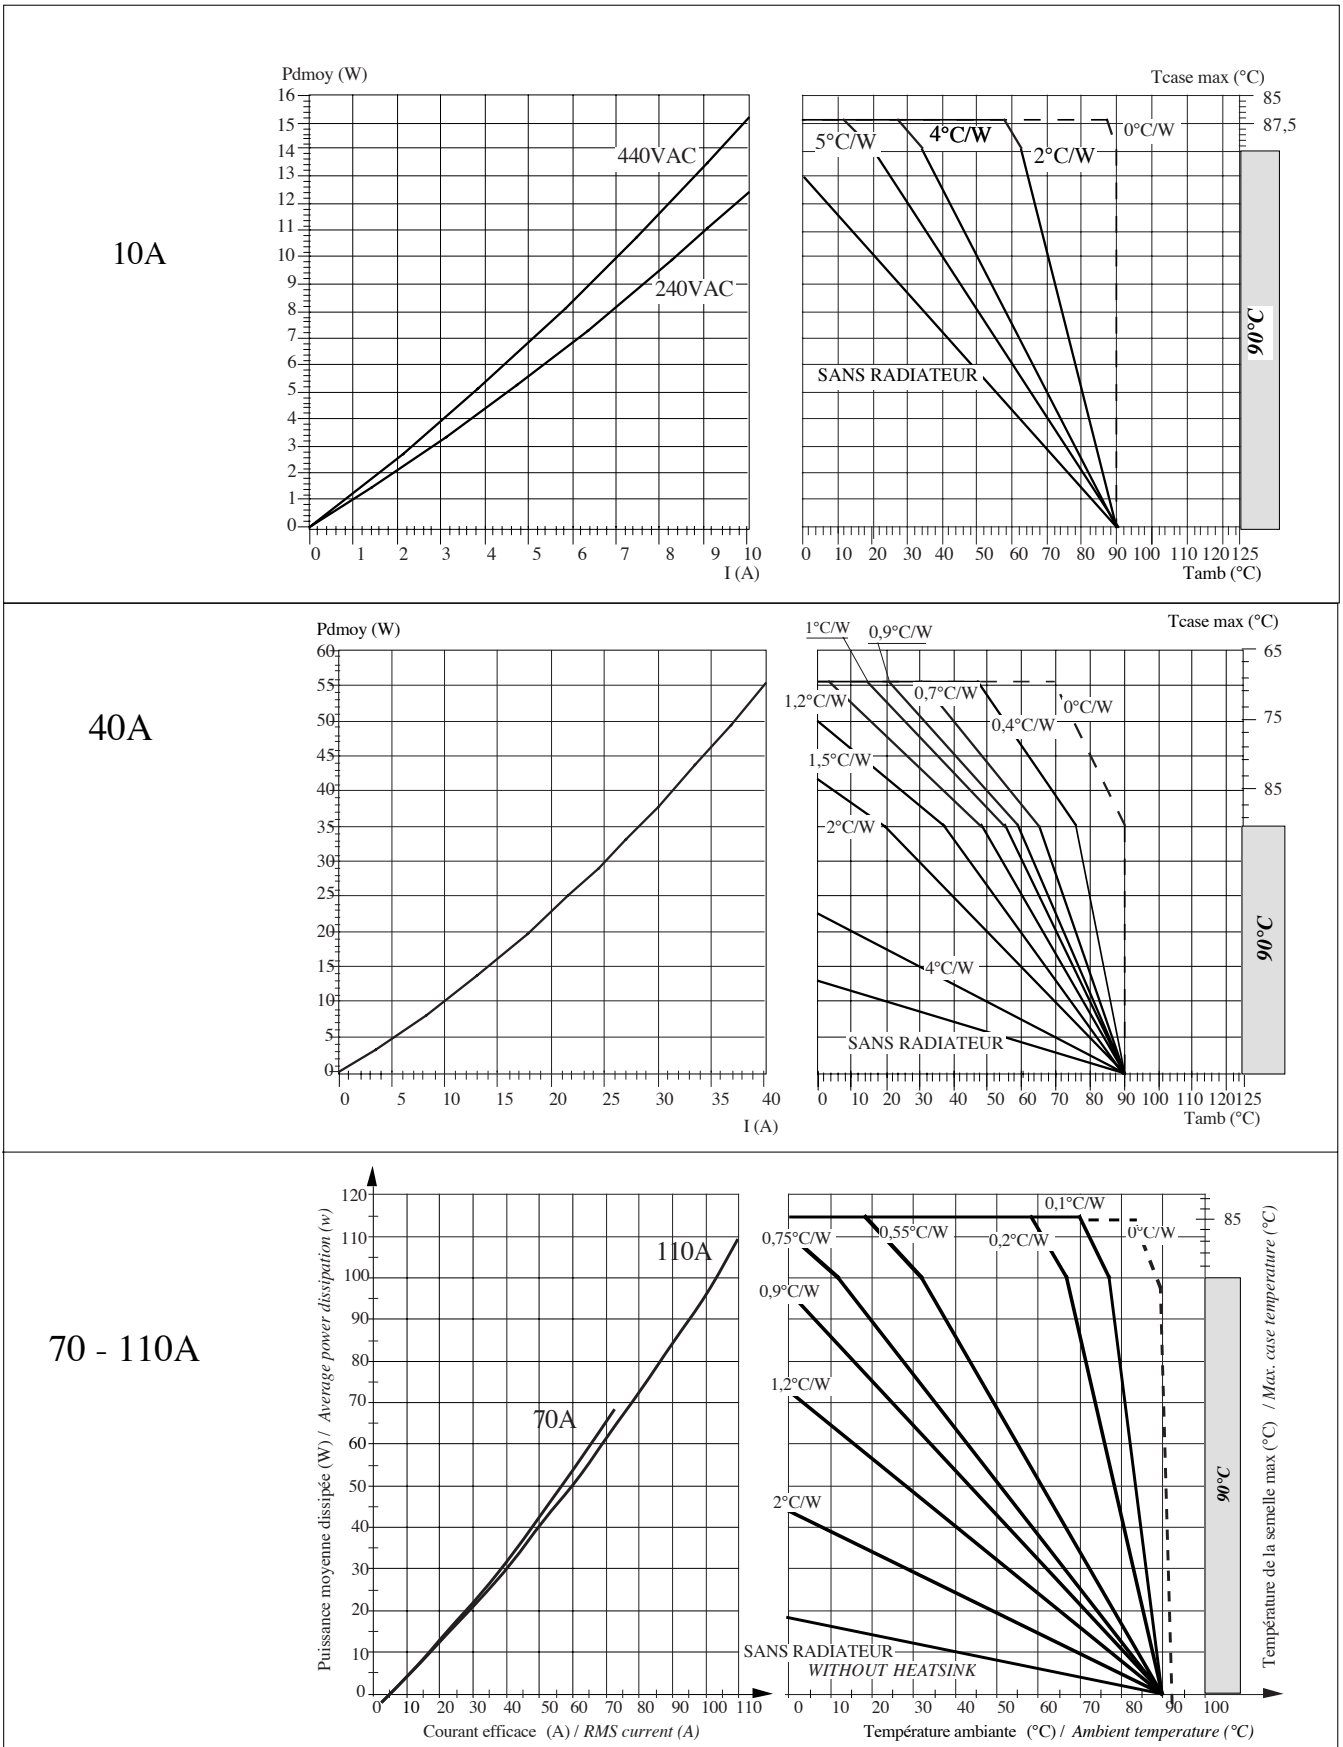 10A
Pdmoy (W)
16
15
14
13
12
11
10
9
8
7
6
5
4
3
2
1
0
440VAC
240VAC
0 1 2 3 4 5 6 7 8 9 10
I (A)
Tcase max (°C)
85
87,5
5°C/W
4°C/W
2°C/W
0°C/W
SANS RADIATEUR
90°C
0 10 20 30 40 50 60 70 80 90 100 110 120 125
Tamb (°C)
40A
Pdmoy (W)
60
55
50
45
40
35
30
25
20
15
10
5
0
0 5 10 15 20 25 30 35 40
I (A)
Tcase max (°C)
1°C/W
0,9°C/W
65
75
85
1,2°C/W
0,7°C/W
0,4°C/W
0°C/W
1,5°C/W
2°C/W
4°C/W
SANS RADIATEUR
90°C
0 10 20 30 40 50 60 70 80 90 100 110 120 125
Tamb (°C)
70 - 110A
Puissance moyenne dissipée (W) / Average power dissipation (w)
120
110
100
90
80
70
60
50
40
30
20
10
0
110A
70A
0 10 20 30 40 50 60 70 80 90 100 110
Courant efficace (A) / RMS current (A)
0,1°C/W
85
0,75°C/W
0,55°C/W
0,2°C/W
0°C/W
0,9°C/W
1,2°C/W
2°C/W
SANS RADIATEUR
WITHOUT HEATSINK
90°C
Température de la semelle max (°C) / Max. case temperature (°C)
0 10 20 30 40 50 60 70 80 90 100
Température ambiante (°C) / Ambient temperature (°C)